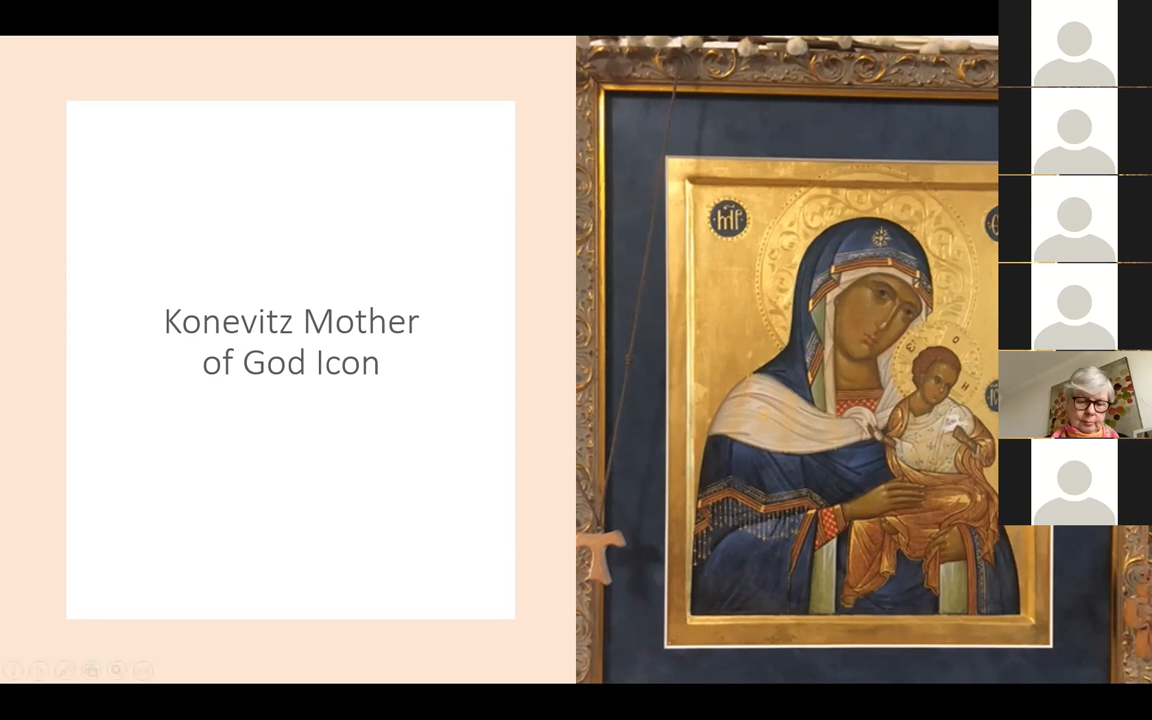 Konevitz Mother
of God Icon
Ο
Η